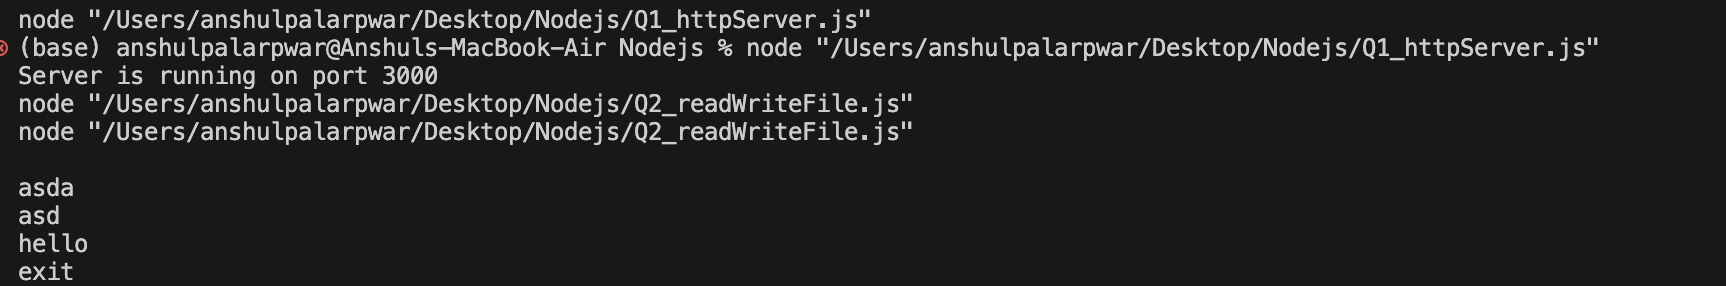 node "/Users/anshulpalarpwar/Desktop/Nodejs/Q1_httpServer.js"
(base) anshulpalarpwar@Anshuls-MacBook-Air Nodejs % node "/Users/anshulpalarpwar/Desktop/Nodejs/Q1_httpServer.js"
Server is running on port 3000
node "/Users/anshulpalarpwar/Desktop/Nodejs/Q2_readWriteFile.js"
node "/Users/anshulpalarpwar/Desktop/Nodejs/Q2_readWriteFile.js"
asda
asd
hello
exit